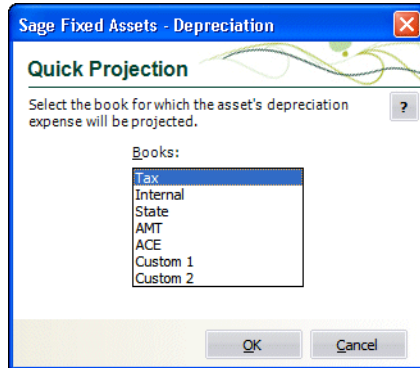 Sage Fixed Assets - Depreciation
Quick Projection
Select the book for which the asset's depreciation
expense will be projected.
?
Books:
Tax
Internal
State
AMT
ACE
Custom 1
Custom 2
OK
Cancel